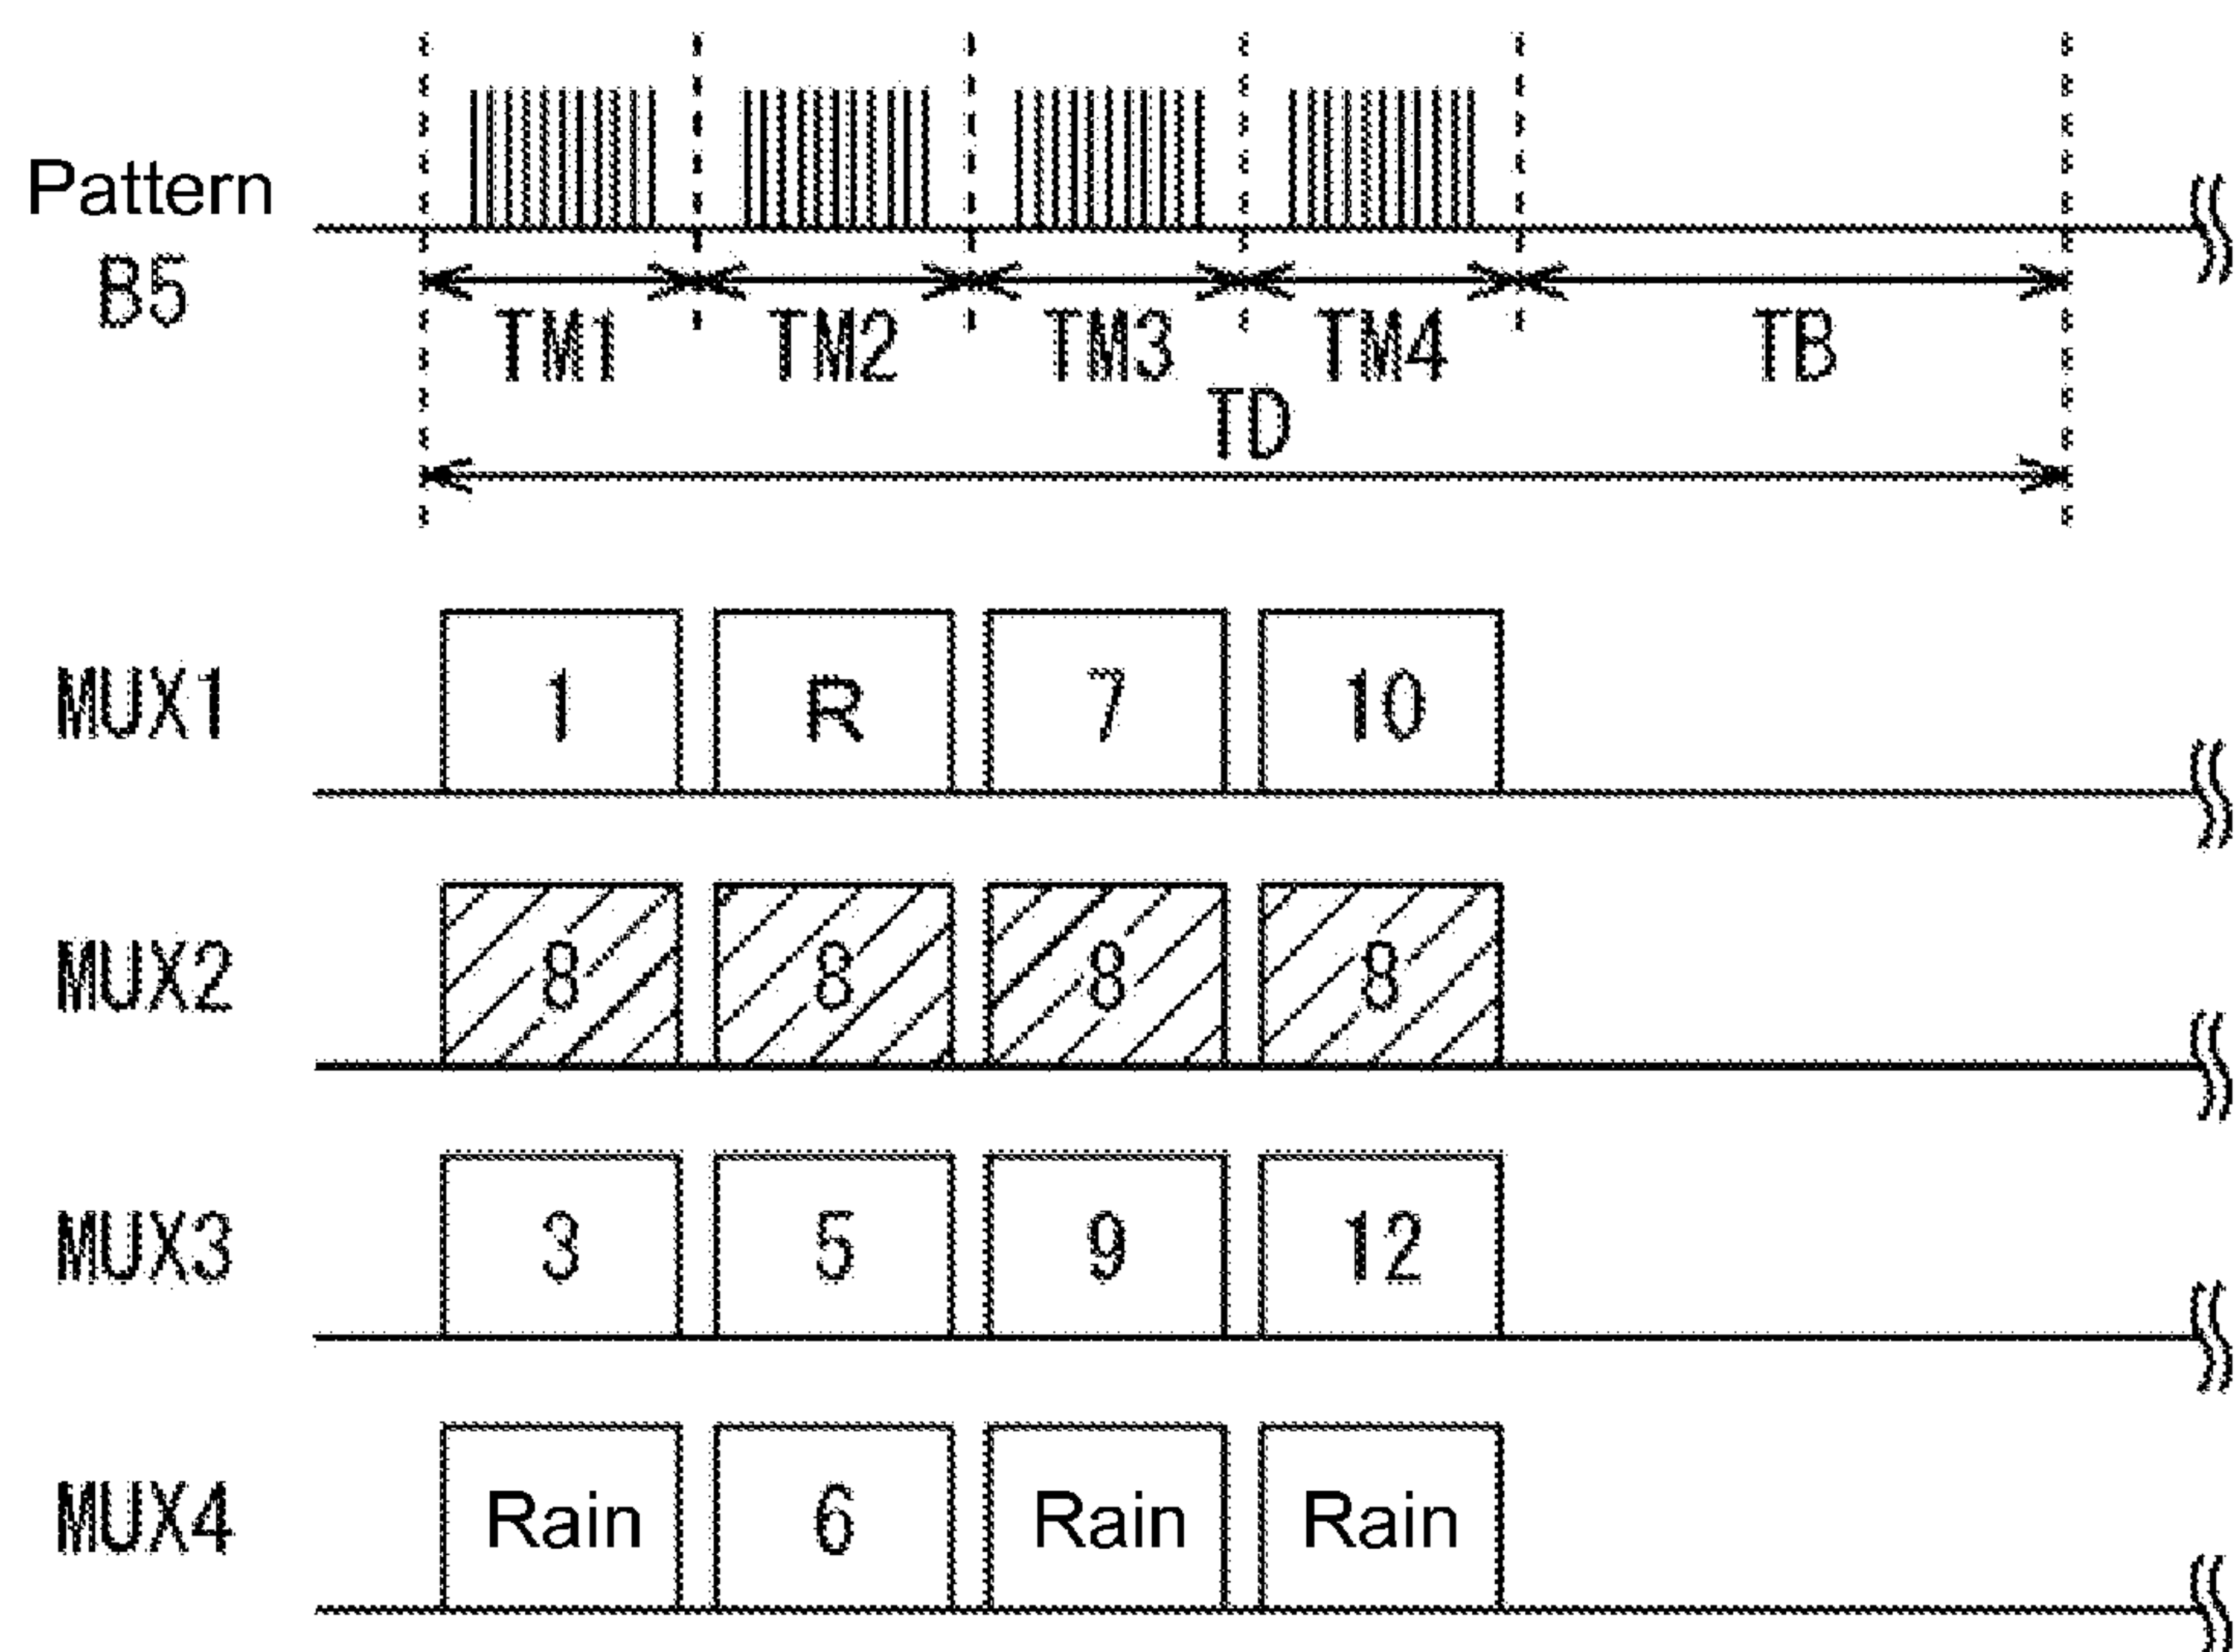 Pattern
B5
TM1 TM2 TM3 TM4 TB
TD
MUX1 1 R 7 10
MUX2 8 8 8 8
MUX3 3 5 9 12
MUX4 Rain 6 Rain Rain